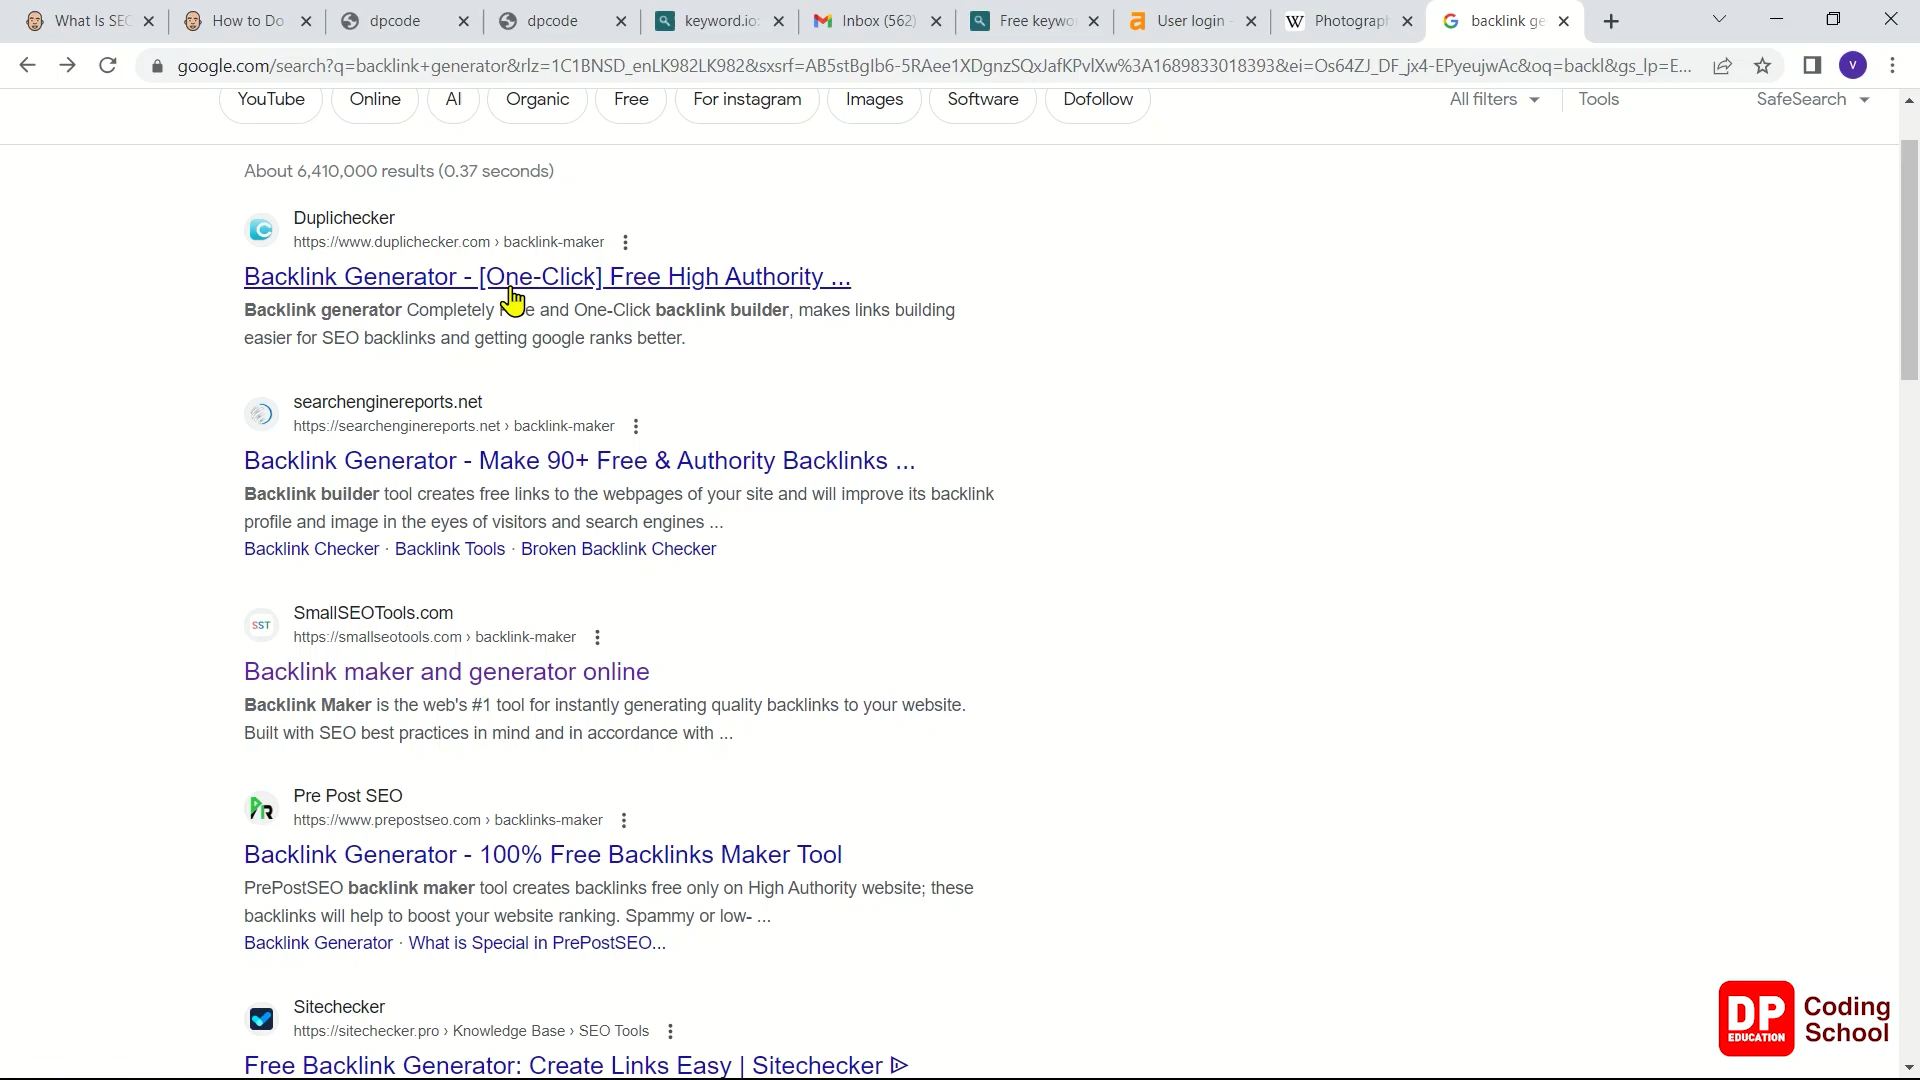 What Is SEO
How to Do
dpcode
dpcode
keyword.io
Inbox (562)
Free keywo
User login -
Photograph
backlink ge
google.com/search?q=backlink+generator&rlz=1C1BNSD_enLK982LK982&sxsrf=AB5stBgIb6-5RAee1XDgnzSQxJafKPvlXw%3A1689833018393&ei=Os64ZJ_DF_jx4-EPyeujwAc&oq=backl&gs_lp=E...
V
YouTube
Online
AI
Organic
Free
For instagram
Images
Software
Dofollow
All filters
Tools
SafeSearch
About 6,410,000 results (0.37 seconds)
Duplichecker
https://www.duplichecker.com › backlink-maker
Backlink Generator - [One-Click] Free High Authority ...
Backlink generator Completely and One-Click backlink builder, makes links building
easier for SEO backlinks and getting google ranks better.
searchenginereports.net
https://searchenginereports.net › backlink-maker
Backlink Generator - Make 90+ Free & Authority Backlinks ...
Backlink builder tool creates free links to the webpages of your site and will improve its backlink
profile and image in the eyes of visitors and search engines ...
Backlink Checker · Backlink Tools · Broken Backlink Checker
SST
SmallSEOTools.com
https://smallseotools.com › backlink-maker
Backlink maker and generator online
Backlink Maker is the web's #1 tool for instantly generating quality backlinks to your website.
Built with SEO best practices in mind and in accordance with ...
Pre Post SEO
https://www.prepostseo.com › backlinks-maker
Backlink Generator - 100% Free Backlinks Maker Tool
PrePostSEO backlink maker tool creates backlinks free only on High Authority website; these
backlinks will help to boost your website ranking. Spammy or low- ...
Backlink Generator · What is Special in PrePostSEO...
Sitechecker
https://sitechecker.pro › Knowledge Base › SEO Tools
Free Backlink Generator: Create Links Easy | Sitechecker ᐈ
DP
EDUCATION
Coding
School